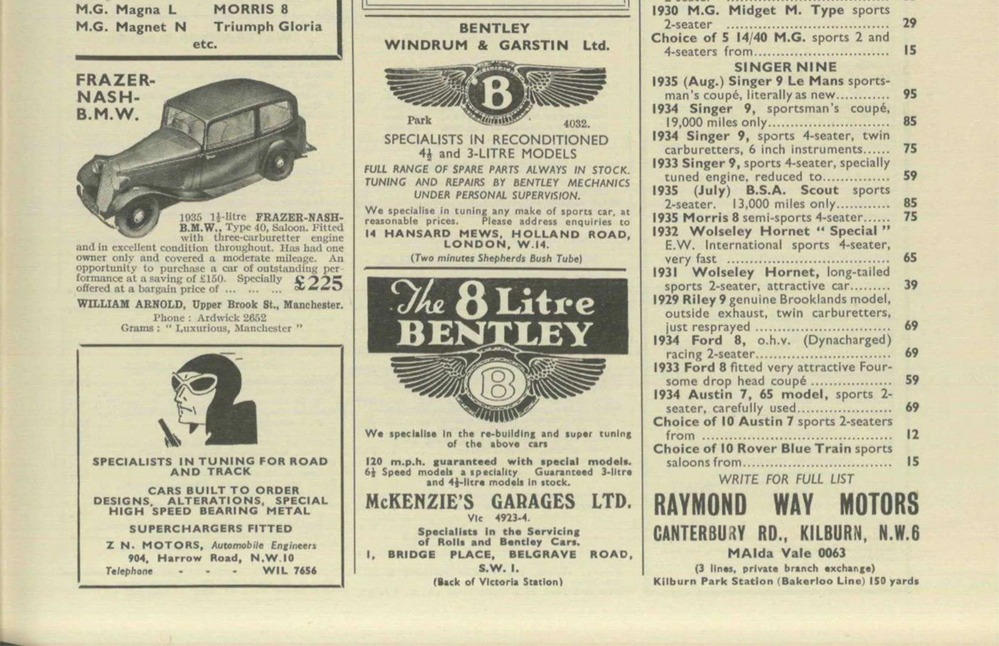 M.G. Magna L MORRIS 8
M.G. Magnet N Triumph Gloria
etc.
FRAZER-
NASH-
B.M.W.
1935 1½-litre FRAZER-NASH-
B.M.W., Type 40, Saloon. Fitted
with three-carburetter engine
and in excellent condition throughout. Has had one
owner only and covered a moderate mileage. An
opportunity to purchase a car of outstanding per-
formance at a saving of £150. Specially
offered at a bargain price of ... ... ... £225
WILLIAM ARNOLD, Upper Brook St., Manchester.
Phone : Ardwick 2652
Grams : " Luxurious, Manchester "
SPECIALISTS IN TUNING FOR ROAD
AND TRACK
CARS BUILT TO ORDER
DESIGNS, ALTERATIONS, SPECIAL
HIGH SPEED BEARING METAL
SUPERCHARGERS FITTED
Z N. MOTORS, Automobile Engineers
904, Harrow Road, N.W.10
Telephone - - - WIL 7656
BENTLEY
WINDRUM & GARSTIN Ltd.
B
Park 4032.
SPECIALISTS IN RECONDITIONED
4½ and 3-LITRE MODELS
FULL RANGE OF SPARE PARTS ALWAYS IN STOCK.
TUNING AND REPAIRS BY BENTLEY MECHANICS
UNDER PERSONAL SUPERVISION.
We specialise in tuning any make of sports car, at
reasonable prices. Please address enquiries to
14 HANSARD MEWS, HOLLAND ROAD,
LONDON, W.14.
(Two minutes Shepherds Bush Tube)
The 8 Litre
BENTLEY
B
We specialise in the re-building and super tuning
of the above cars
120 m.p.h. guaranteed with special models.
6½ Speed models a speciality Guaranteed 3-litre
and 4½-litre models in stock.
McKENZIE'S GARAGES LTD.
Vic 4923-4.
Specialists in the Servicing
of Rolls and Bentley Cars.
1, BRIDGE PLACE, BELGRAVE ROAD,
S.W. 1.
(Back of Victoria Station)
1930 M.G. Midget M. Type sports
2-seater ................ 29
Choice of 5 14/40 M.G. sports 2 and
4-seaters from................ 15
SINGER NINE
1935 (Aug.) Singer 9 Le Mans sports-
man's coupé, literally as new............ 95
1934 Singer 9, sportsman's coupé,
19,000 miles only................ 85
1934 Singer 9, sports 4-seater, twin
carburetters, 6 inch instruments...... 75
1933 Singer 9, sports 4-seater, specially
tuned engine, reduced to............... 59
1935 (July) B.S.A. Scout sports
2-seater. 13,000 miles only............ 85
1935 Morris 8 semi-sports 4-seater...... 75
1932 Wolseley Hornet " Special "
E.W. International sports 4-seater,
very fast ................ 65
1931 Wolseley Hornet, long-tailed
sports 2-seater, attractive car......... 39
1929 Riley 9 genuine Brooklands model,
outside exhaust, twin carburetters,
just resprayed ................ 69
1934 Ford 8, o.h.v. (Dynacharged)
racing 2-seater................ 69
1933 Ford 8 fitted very attractive Four-
some drop head coupé ................ 59
1934 Austin 7, 65 model, sports 2-
seater, carefully used................ 69
Choice of 10 Austin 7 sports 2-seaters
from ................ 12
Choice of 10 Rover Blue Train sports
saloons from................ 15
WRITE FOR FULL LIST
RAYMOND WAY MOTORS
CANTERBURY RD., KILBURN, N.W.6
MAIda Vale 0063
(3 lines, private branch exchange)
Kilburn Park Station (Bakerloo Line) 150 yards